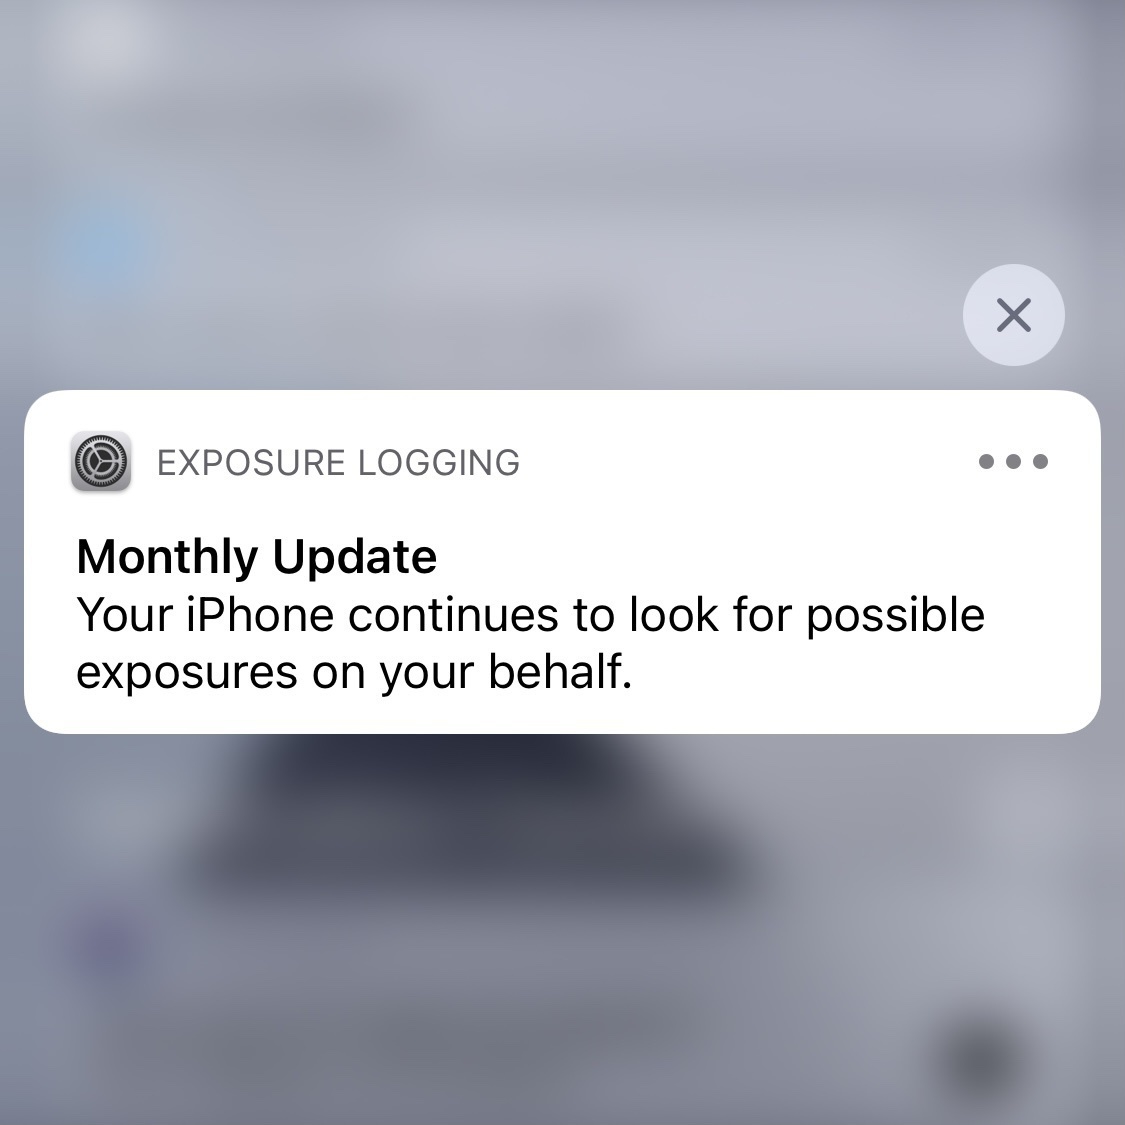 EXPOSURE LOGGING
Monthly Update
Your iPhone continues to look for possible
exposures on your behalf.